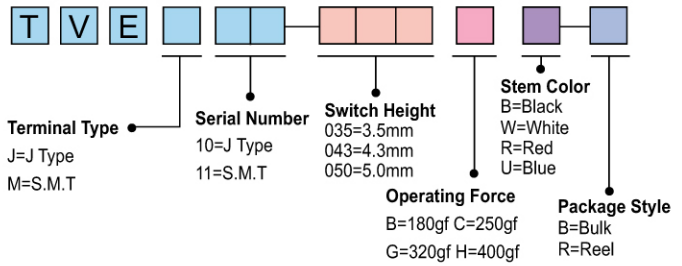 TVE
Terminal Type
J=J Type
M=S.M.T
Serial Number
10=J Type
11=S.M.T
Switch Height
035=3.5mm
043=4.3mm
050=5.0mm
Operating Force
B=180gf C=250gf
G=320gf H=400gf
Stem Color
B=Black
W=White
R=Red
U=Blue
Package Style
B=Bulk
R=Reel